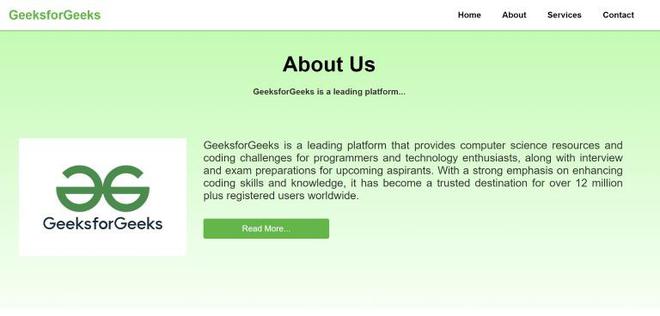 GeeksforGeeks
Home About Services Contact
About Us
GeeksforGeeks is a leading platform...
GeeksforGeeks is a leading platform that provides computer science resources and
coding challenges for programmers and technology enthusiasts, along with interview
and exam preparations for upcoming aspirants. With a strong emphasis on enhancing
coding skills and knowledge, it has become a trusted destination for over 12 million
plus registered users worldwide.
GeeksforGeeks
Read More...